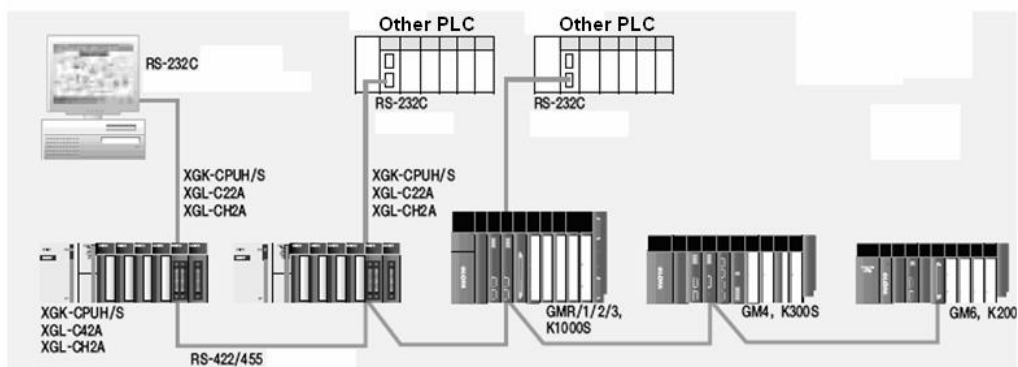 Other PLC
Other PLC
RS-232C
RS-232C
RS-232C
XGK-CPUH/S
XGL-C22A
XGL-CH2A
XGK-CPUH/S
XGL-C22A
XGL-CH2A
XGK-CPUH/S
XGL-C42A
XGL-CH2A
GMR/1/2/3,
K1000S
GM4, K300S
GM6, K200
RS-422/455